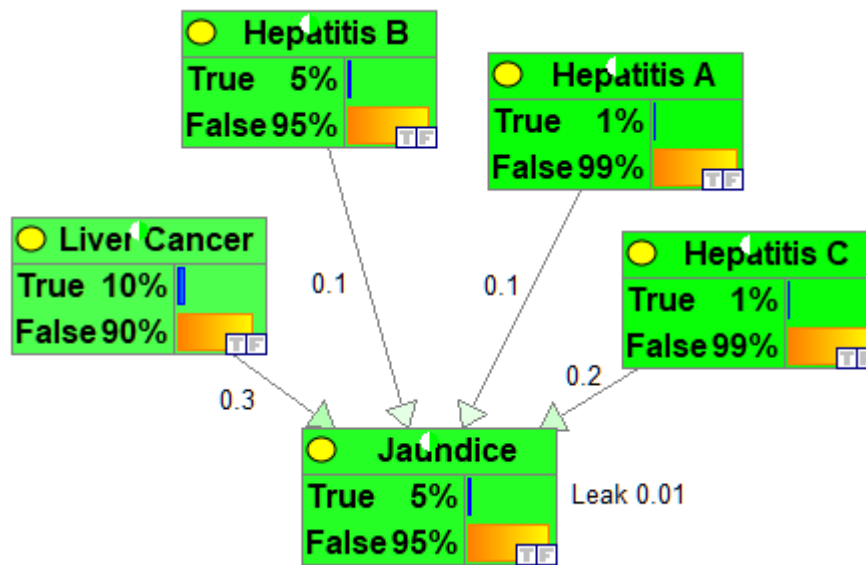 Hepatitis B
True 5%
False 95%
T F
Hepatitis A
True 1%
False 99%
T F
Liver Cancer
True 10%
False 90%
T F
Hepatitis C
True 1%
False 99%
T
0.1
0.1
0.3
0.2
Jaundice
True 5%
False 95%
T F
Leak 0.01